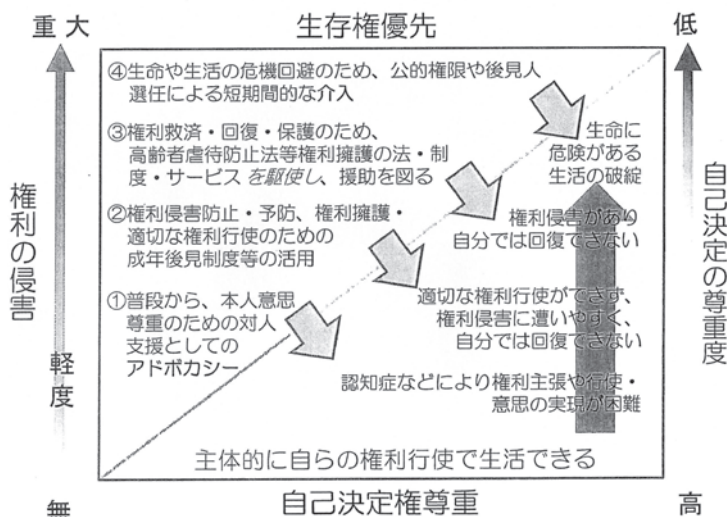 重大
生存権優先
低
④生命や生活の危機回避のため、公的権限や後見人
選任による短期間的な介入
③権利救済・回復・保護のため、
高齢者虐待防止法等権利擁護の法・制
度・サービスを駆使し、援助を図る
②権利侵害防止・予防、権利擁護・
適切な権利行使のための
成年後見制度等の活用
①普段から、本人意思
尊重のための対人
支援としての
アドボカシー
生命に
危険がある
生活の破綻
権利侵害があり
自分では回復できない
適切な権利行使ができず、
権利侵害に遭いやすく、
自分では回復できない
認知症などにより権利主張や行使・
意思の実現が困難
主体的に自らの権利行使で生活できる
権利の侵害
軽度
無
自己決定権尊重
自己決定の尊重度
高